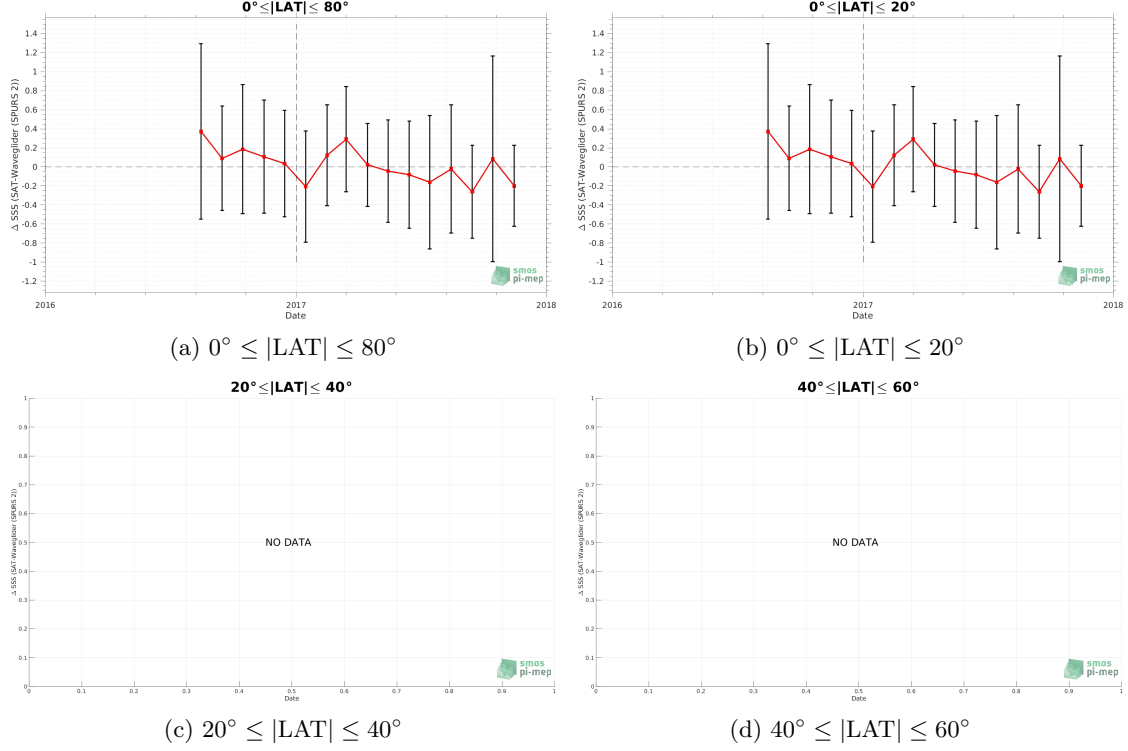 0°≤|LAT|≤ 80°
1.4
1.2
1
0.8
0.6
0.4
0.2
0
-0.2
-0.4
-0.6
-0.8
-1
-1.2
Δ SSS (SAT-Waveglider (SPURS 2))
smos
pi-mep
2016
2017
2018
Date
(a) 0° ≤ |LAT| ≤ 80°
0°≤|LAT|≤ 20°
1.4
1.2
1
0.8
0.6
0.4
0.2
0
-0.2
-0.4
-0.6
-0.8
-1
-1.2
Δ SSS (SAT-Waveglider (SPURS 2))
smos
pi-mep
2016
2017
2018
Date
(b) 0° ≤ |LAT| ≤ 20°
20°≤|LAT|≤ 40°
1
0.9
0.8
0.7
0.6
0.5
0.4
0.3
0.2
0.1
0
Δ SSS (SAT-Waveglider (SPURS 2))
NO DATA
smos
pi-mep
0 0.1 0.2 0.3 0.4 0.5 0.6 0.7 0.8 0.9 1
Date
(c) 20° ≤ |LAT| ≤ 40°
40°≤|LAT|≤ 60°
1
0.9
0.8
0.7
0.6
0.5
0.4
0.3
0.2
0.1
0
Δ SSS (SAT-Waveglider (SPURS 2))
NO DATA
smos
pi-mep
0 0.1 0.2 0.3 0.4 0.5 0.6 0.7 0.8 0.9 1
Date
(d) 40° ≤ |LAT| ≤ 60°